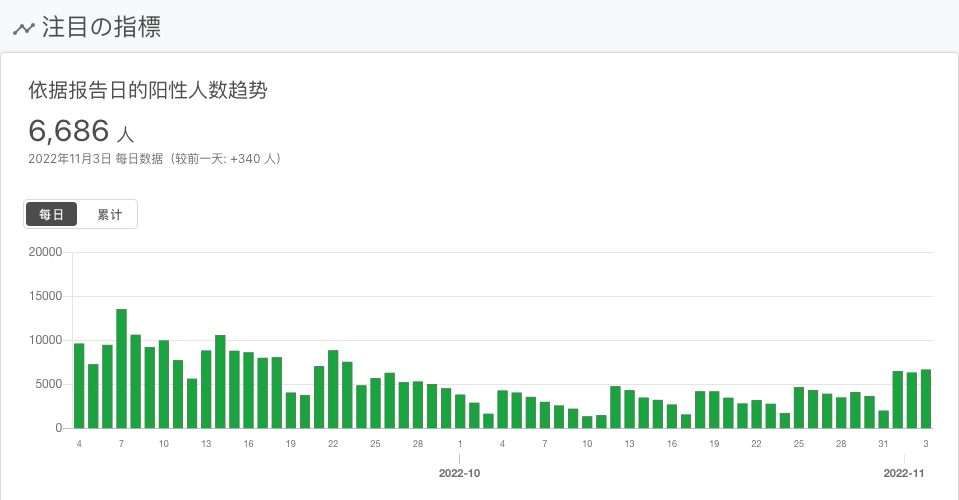 注目の指標
依据报告日的阳性人数趋势
6,686 人
2022年11月3日 每日数据（较前一天: +340 人）
每日 累计
20000
15000
10000
5000
0
4 7 10 13 16 19 22 25 28 1 4 7 10 13 16 19 22 25 28 31 3
2022-10 2022-11